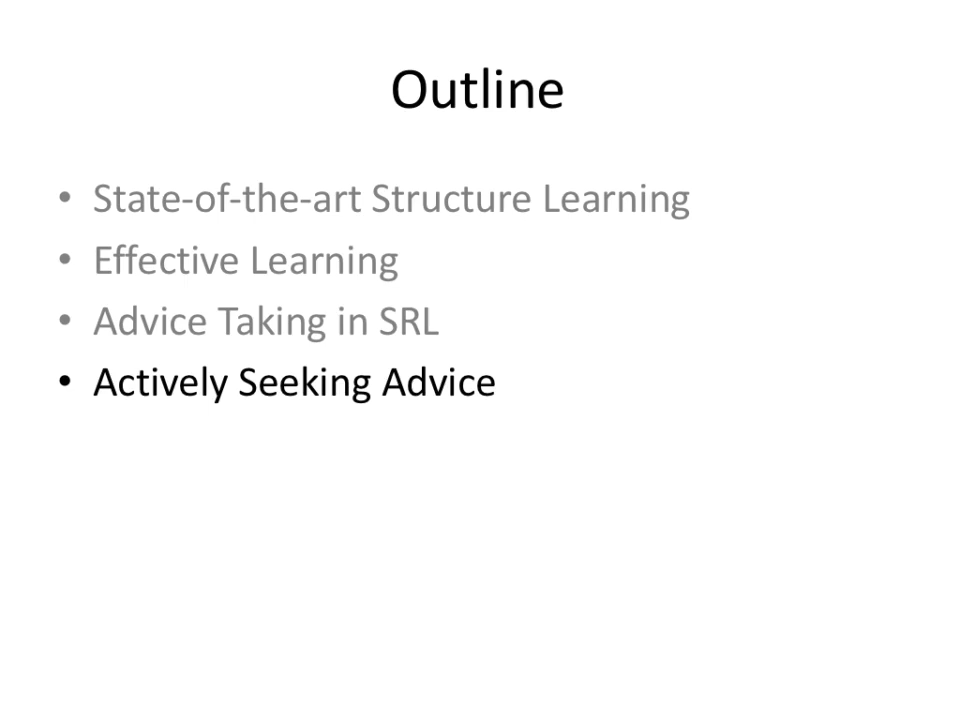 Outline
• State-of-the-art Structure Learning
• Effective Learning
• Advice Taking in SRL
• Actively Seeking Advice